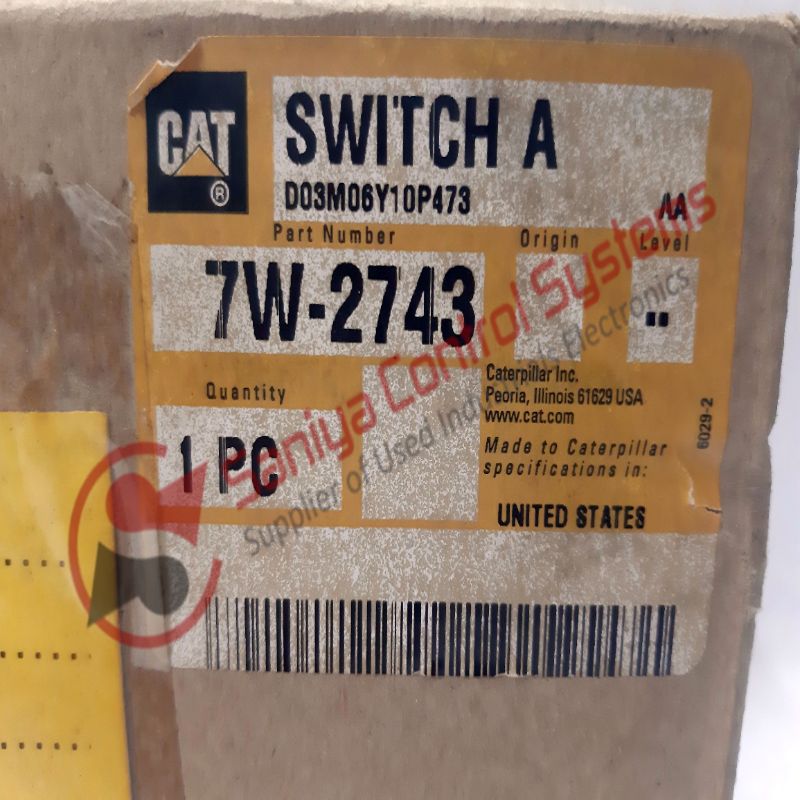 CAT
®
SWITCH A
D03M06Y10P473 AA
Part Number Origin Level
7W-2743 "
Quantity
1 PC
Caterpillar Inc.
Peoria, Illinois 61629 USA
www.cat.com
Made to Caterpillar
specifications in:
UNITED STATES
6029-2
Saniya Control Systems
Supplier of Used Industrials Electronics